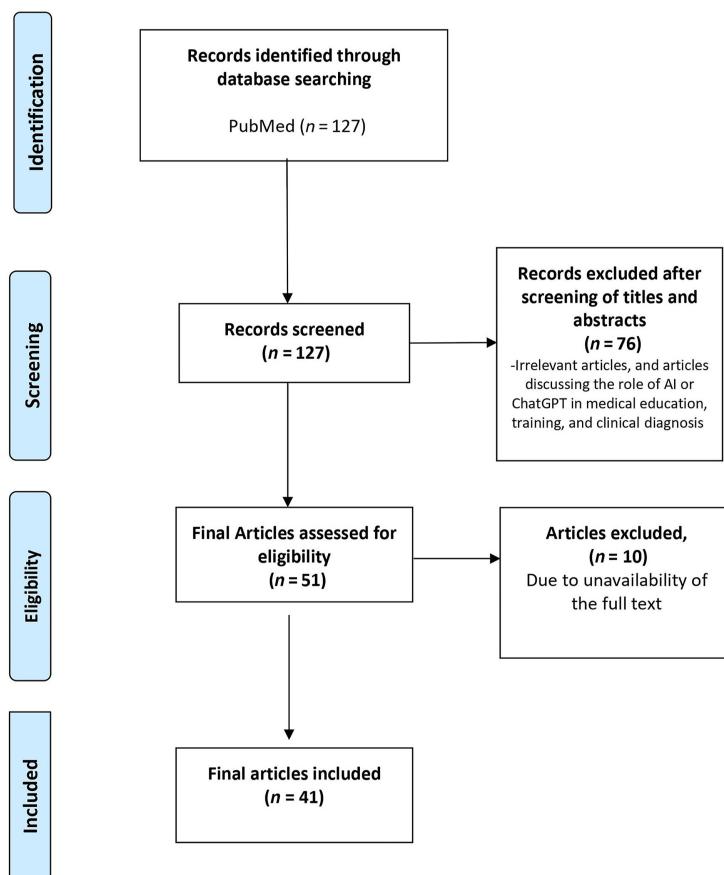 Identification
Records identified through
database searching
PubMed (n = 127)
Screening
Records screened
(n = 127)
Records excluded after
screening of titles and
abstracts
(n = 76)
-Irrelevant articles, and articles
discussing the role of AI or
ChatGPT in medical education,
training, and clinical diagnosis
Eligibility
Final Articles assessed for
eligibility
(n = 51)
Articles excluded,
(n = 10)
Due to unavailability of
the full text
Included
Final articles included
(n = 41)